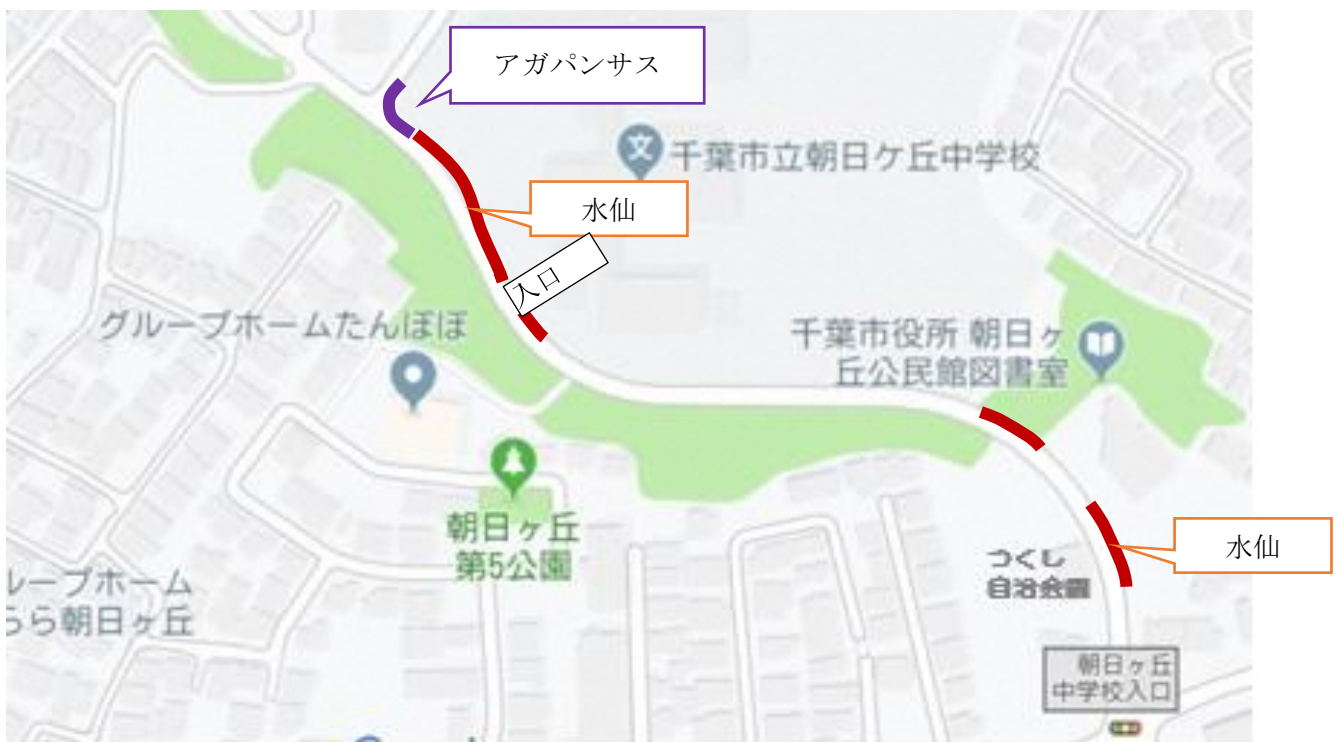 アガパンサス
千葉市立朝日ケ丘中学校
水仙
入口
グループホームたんぽぽ
千葉市役所 朝日ヶ
丘公民館図書室
朝日ヶ丘
第5公園
水仙
つくし
自治会園
ループホーム
らら朝日ヶ丘
朝日ヶ丘
中学校入口